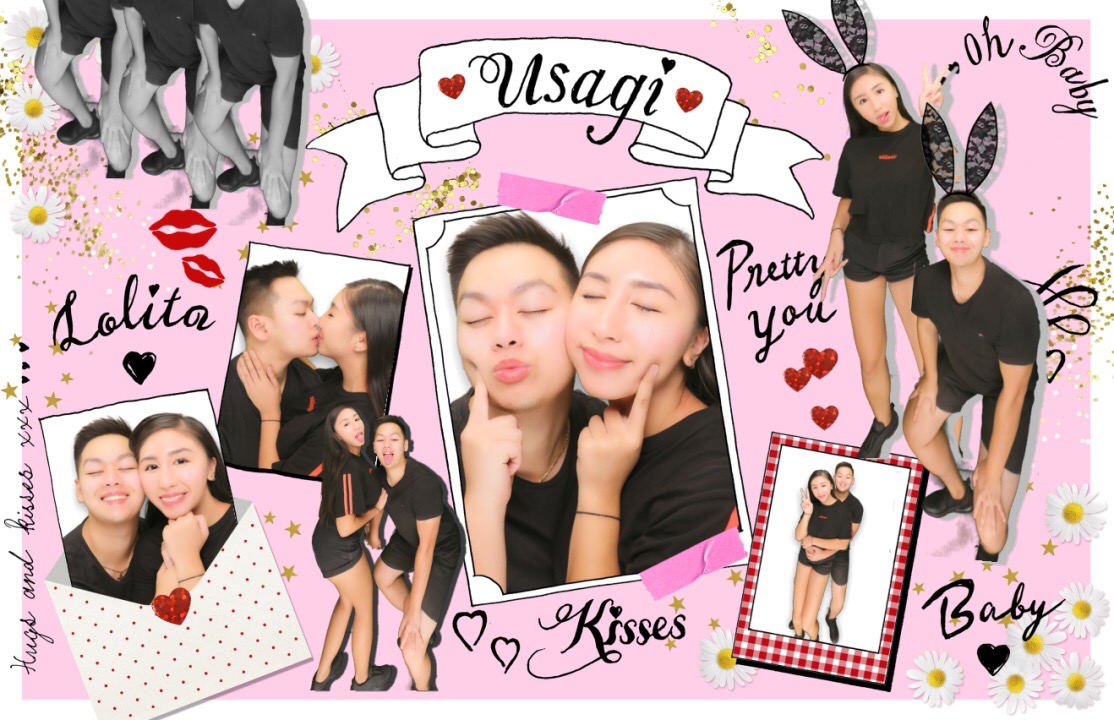 Usagi
Oh Baby
Pretty
You
Lolita
Hugs and kisses xxx
Kisses
Baby